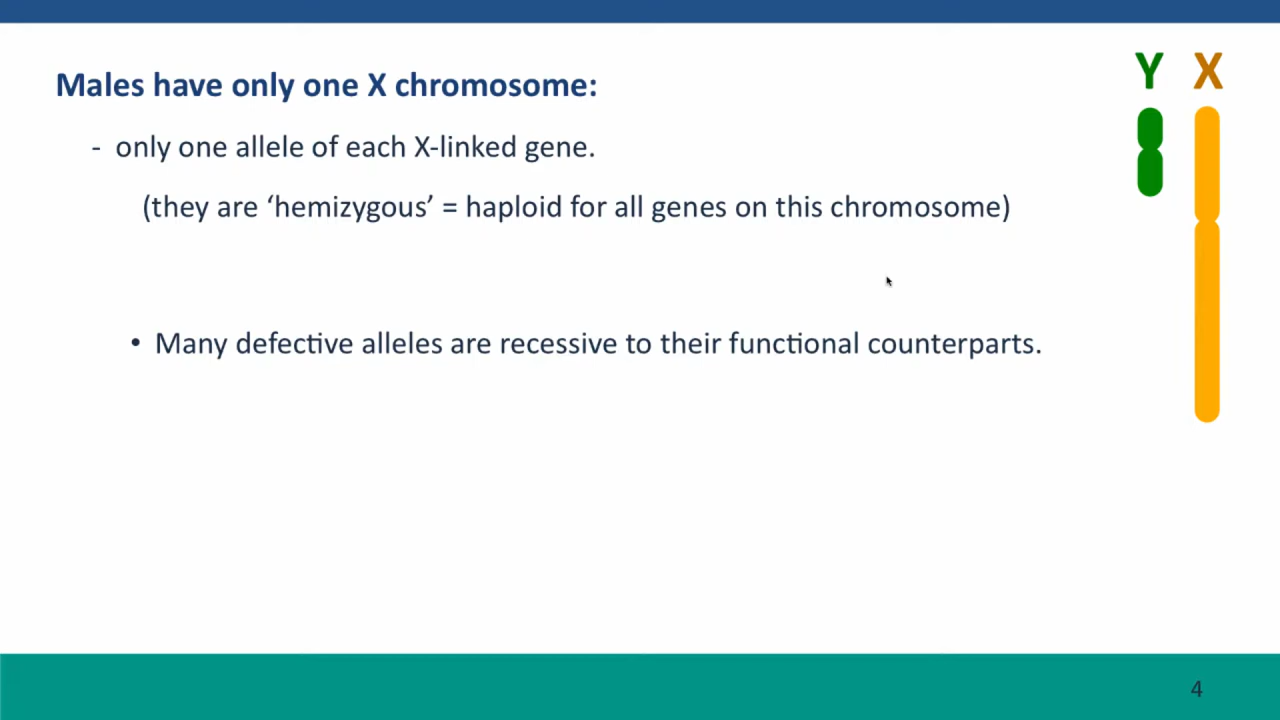 Males have only one X chromosome:
- only one allele of each X-linked gene.
(they are ‘hemizygous’ = haploid for all genes on this chromosome)
• Many defective alleles are recessive to their functional counterparts.
Y X
4